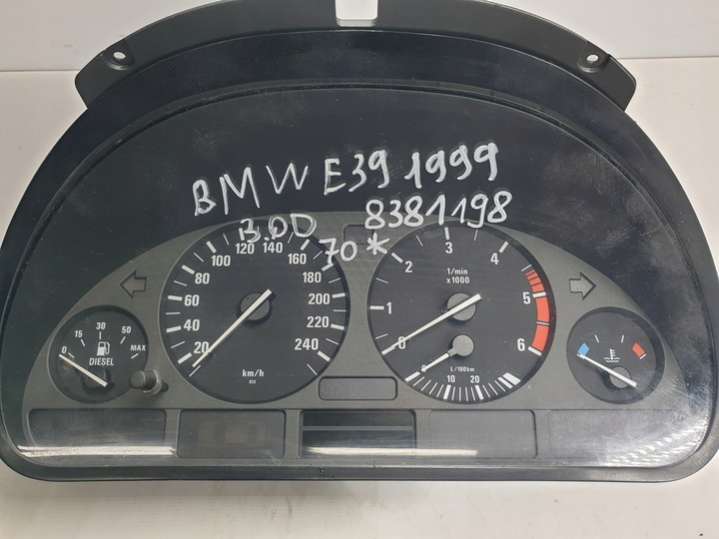 BMW E39 1999
3.0D 8381198
70*
20 40 60 80 100 120 140 160 180 200 220 240
km/h
0 1 2 3 4 5 6
1/min
x1000
0 15 30 50 MAX
DIESEL
10 20
L/100km